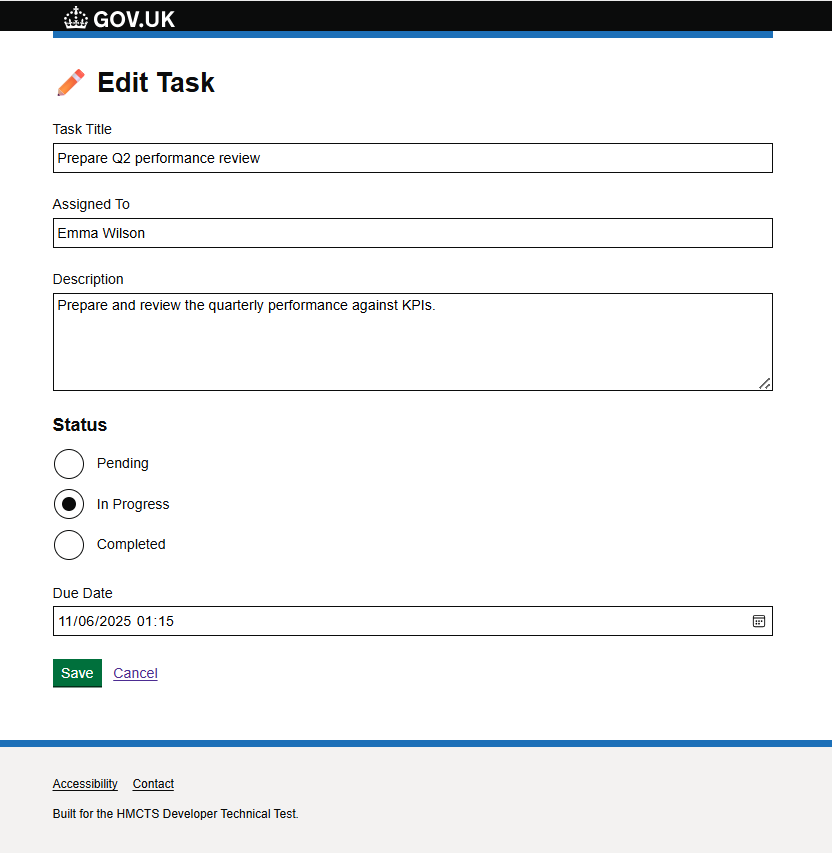 GOV.UK
Edit Task
Task Title
Prepare Q2 performance review
Assigned To
Emma Wilson
Description
Prepare and review the quarterly performance against KPIs.
Status
Pending
In Progress
Completed
Due Date
11/06/2025 01:15
Save Cancel
Accessibility Contact
Built for the HMCTS Developer Technical Test.